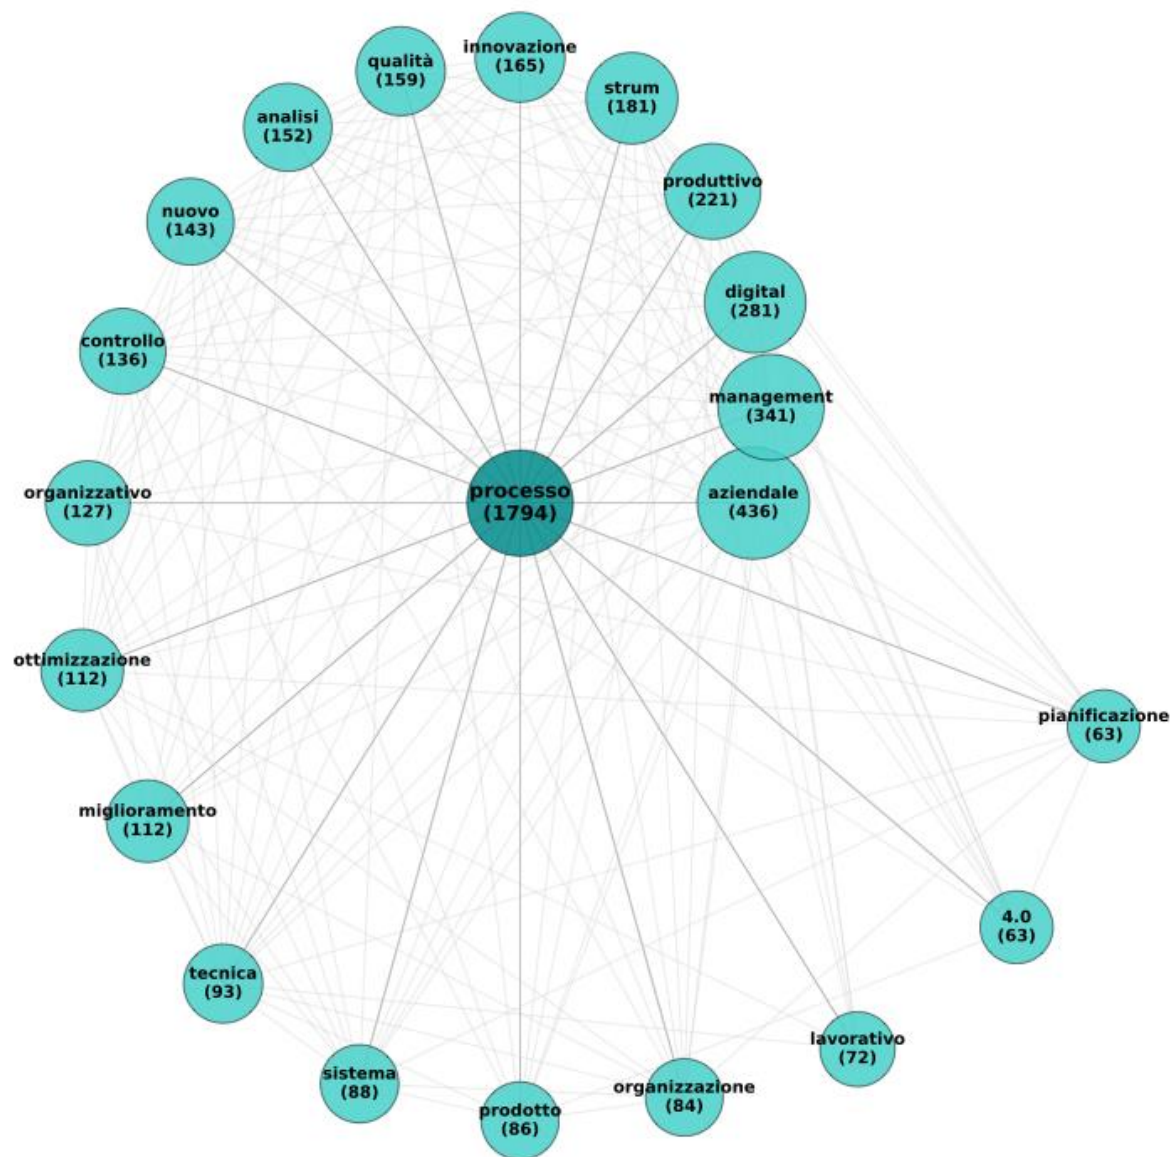 innovazione
(165)
qualità
(159)
strum
(181)
analisi
(152)
produttivo
(221)
nuovo
(143)
digital
(281)
controllo
(136)
management
(341)
organizzativo
(127)
processo
(1794)
aziendale
(436)
ottimizzazione
(112)
pianificazione
(63)
miglioramento
(112)
4.0
(63)
tecnica
(93)
lavorativo
(72)
sistema
(88)
organizzazione
(84)
prodotto
(86)